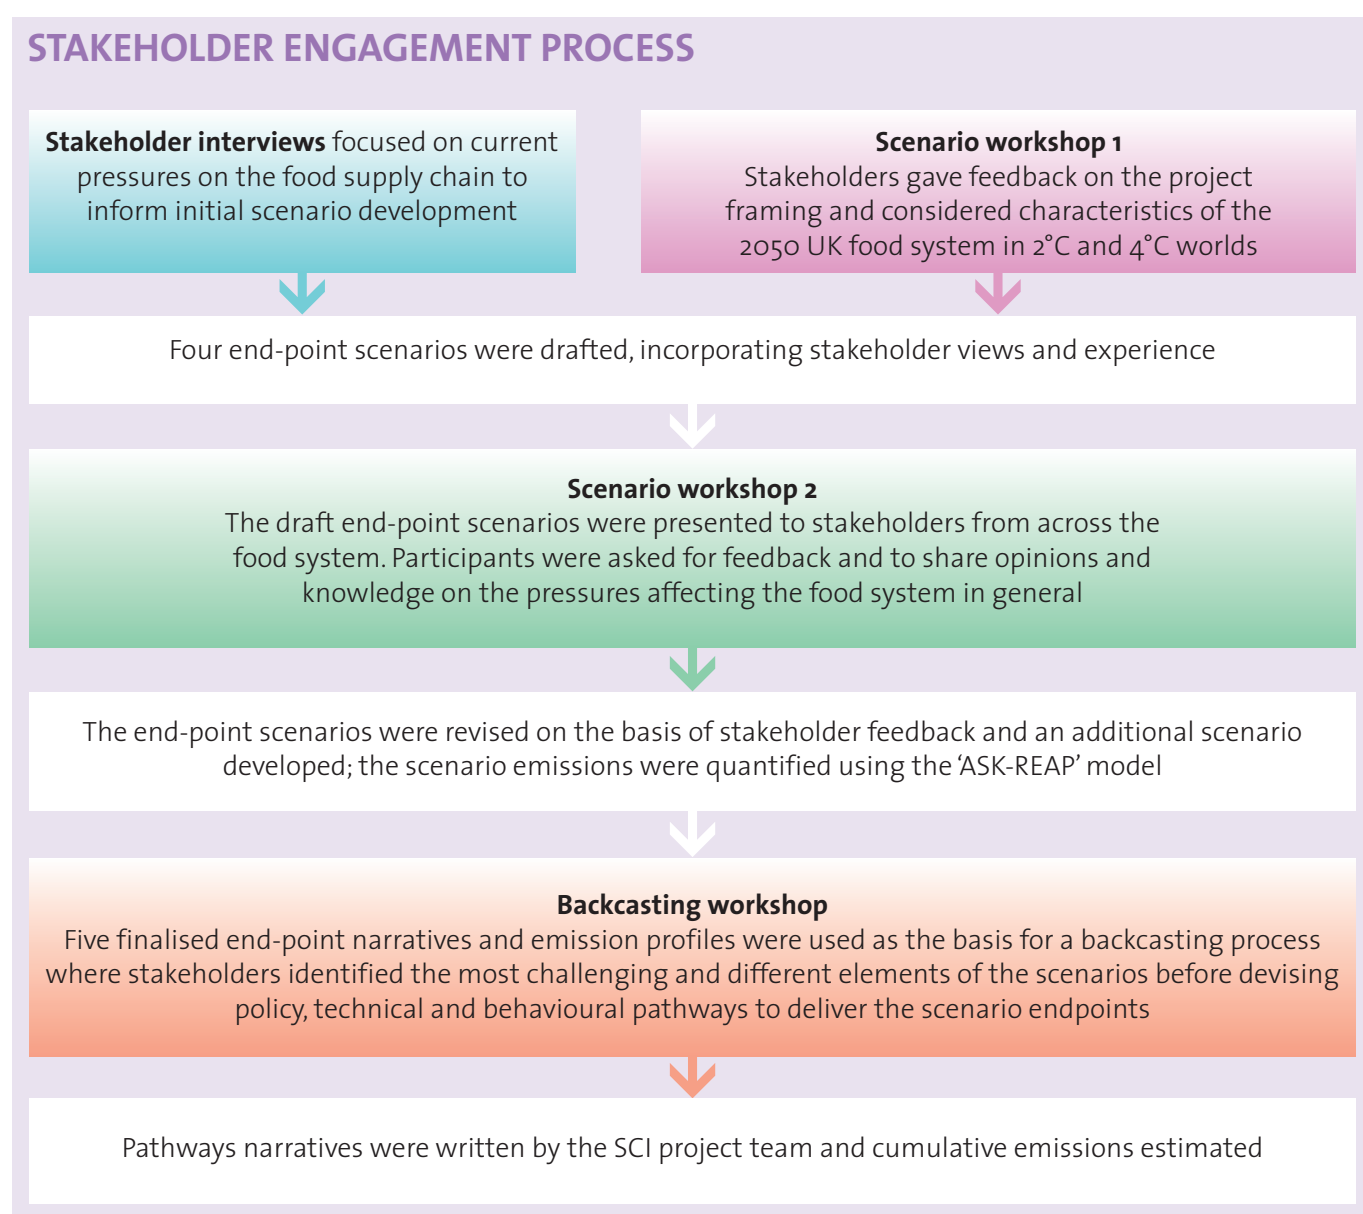 STAKEHOLDER ENGAGEMENT PROCESS
Stakeholder interviews focused on current
pressures on the food supply chain to
inform initial scenario development
Scenario workshop 1
Stakeholders gave feedback on the project
framing and considered characteristics of the
2050 UK food system in 2°C and 4°C worlds
Four end-point scenarios were drafted, incorporating stakeholder views and experience
Scenario workshop 2
The draft end-point scenarios were presented to stakeholders from across the
food system. Participants were asked for feedback and to share opinions and
knowledge on the pressures affecting the food system in general
The end-point scenarios were revised on the basis of stakeholder feedback and an additional scenario
developed; the scenario emissions were quantified using the ‘ASK-REAP’ model
Backcasting workshop
Five finalised end-point narratives and emission profiles were used as the basis for a backcasting process
where stakeholders identified the most challenging and different elements of the scenarios before devising
policy, technical and behavioural pathways to deliver the scenario endpoints
Pathways narratives were written by the SCI project team and cumulative emissions estimated